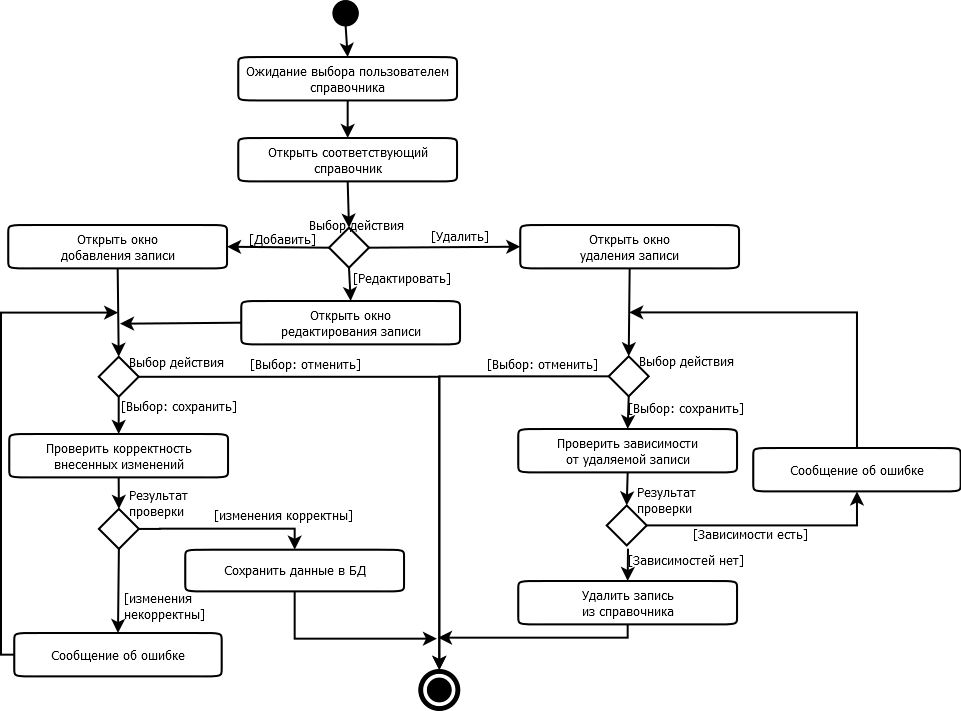 Ожидание выбора пользователем
справочника
Открыть соответствующий
справочник
Выбор действия
[Добавить]
[Удалить]
Открыть окно
добавления записи
Открыть окно
удаления записи
[Редактировать]
Открыть окно
редактирования записи
Выбор действия
[Выбор: отменить]
[Выбор: отменить]
Выбор действия
[Выбор: сохранить]
[Выбор: сохранить]
Проверить корректность
внесенных изменений
Проверить зависимости
от удаляемой записи
Сообщение об ошибке
Результат
проверки
Результат
проверки
[изменения корректны]
[Зависимости есть]
Сохранить данные в БД
[Зависимостей нет]
[изменения
некорректны]
Удалить запись
из справочника
Сообщение об ошибке